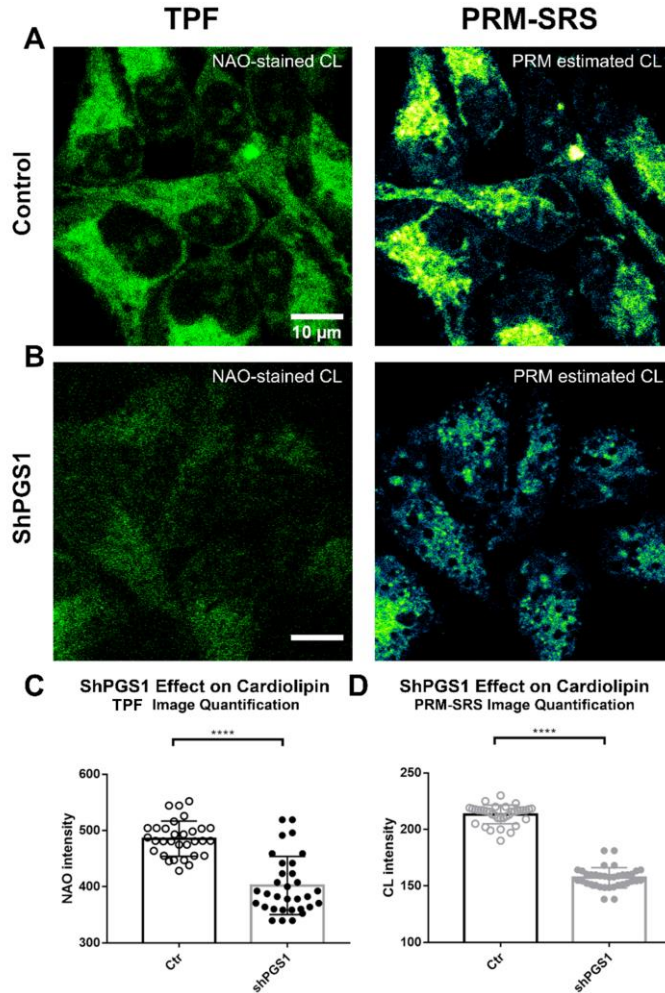 TPF
PRM-SRS
A
NAO-stained CL
PRM estimated CL
Control
10 µm
B
NAO-stained CL
PRM estimated CL
ShPGS1
C
ShPGS1 Effect on Cardiolipin
TPF Image Quantification
D
ShPGS1 Effect on Cardiolipin
PRM-SRS Image Quantification
****
600
500
400
300
NAO intensity
Ctr
shPGS1
****
250
200
150
100
CL intensity
Ctr
shPGS1